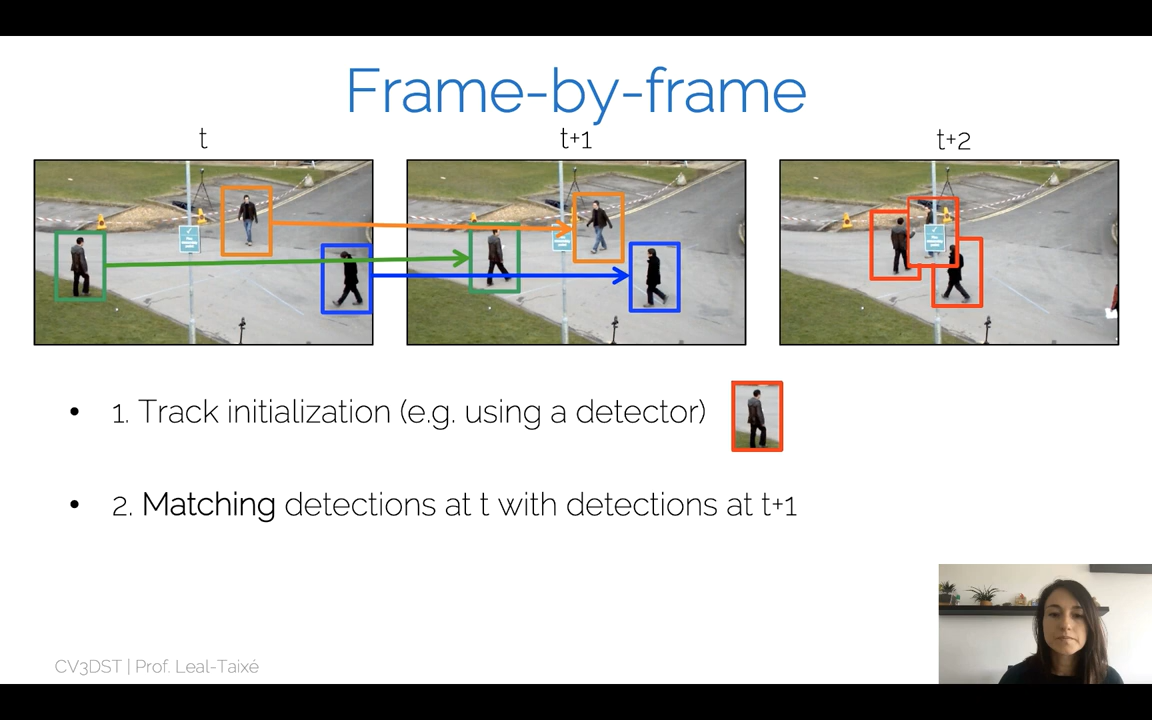 Frame-by-frame
t
t+1
t+2
• 1. Track initialization (e.g. using a detector)
• 2. Matching detections at t with detections at t+1
CV3DST | Prof. Leal-Taixé